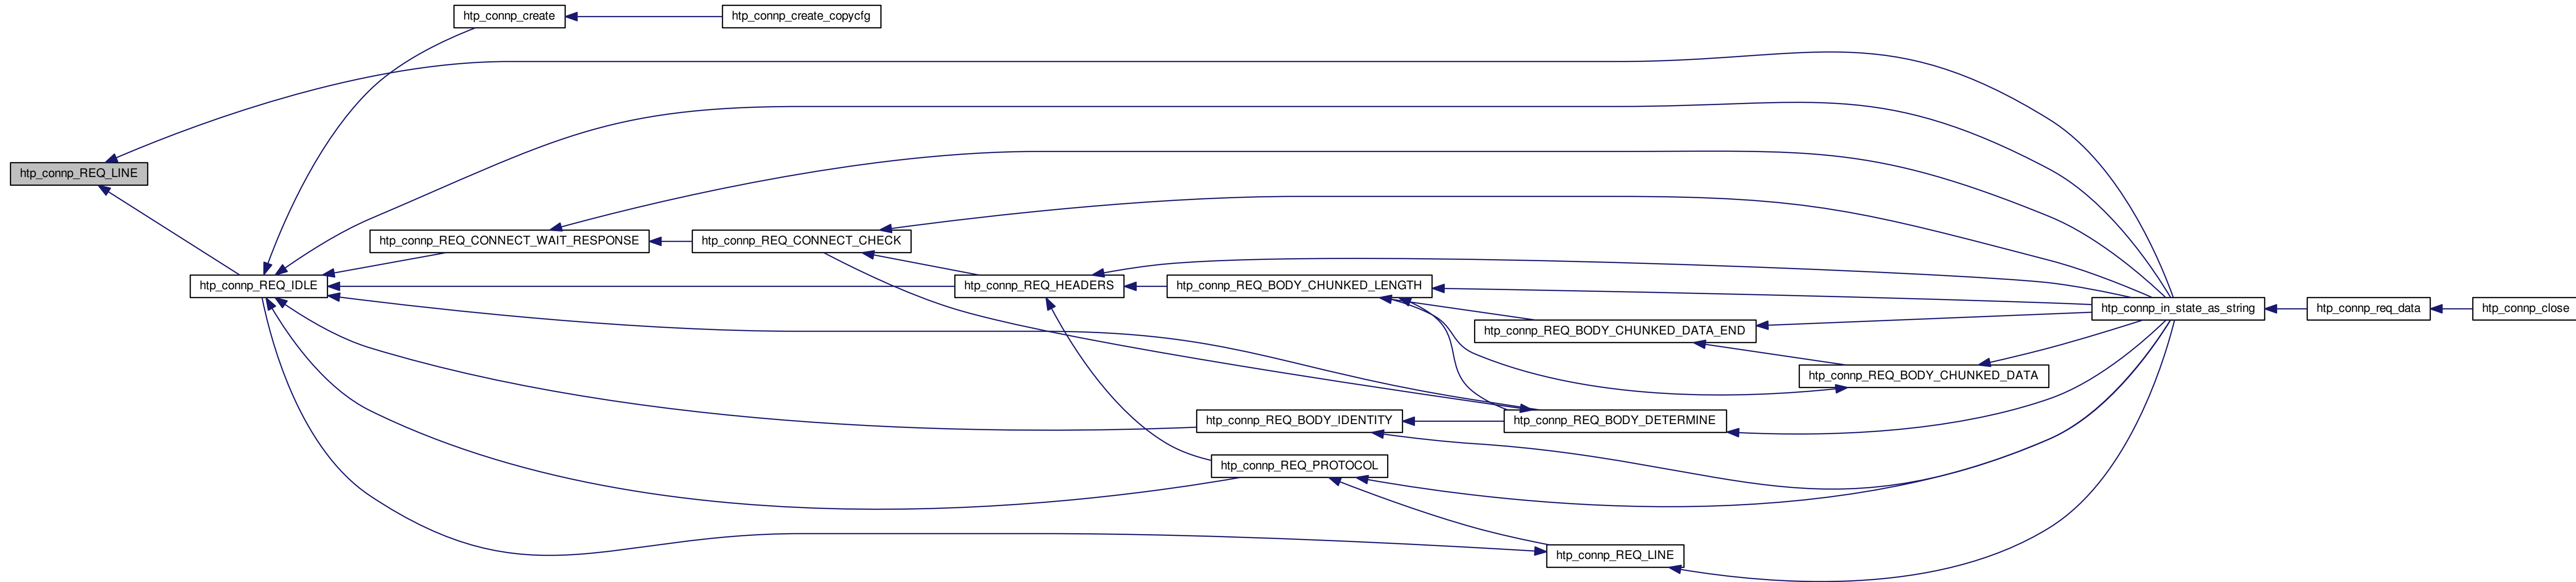 htp_connp_create
htp_connp_create_copycfg
htp_connp_REQ_LINE
htp_connp_REQ_CONNECT_WAIT_RESPONSE
htp_connp_REQ_CONNECT_CHECK
htp_connp_REQ_IDLE
htp_connp_REQ_HEADERS
htp_connp_REQ_BODY_CHUNKED_LENGTH
htp_connp_in_state_as_string
htp_connp_req_data
htp_connp_close
htp_connp_REQ_BODY_CHUNKED_DATA_END
htp_connp_REQ_BODY_CHUNKED_DATA
htp_connp_REQ_BODY_IDENTITY
htp_connp_REQ_BODY_DETERMINE
htp_connp_REQ_PROTOCOL
htp_connp_REQ_LINE